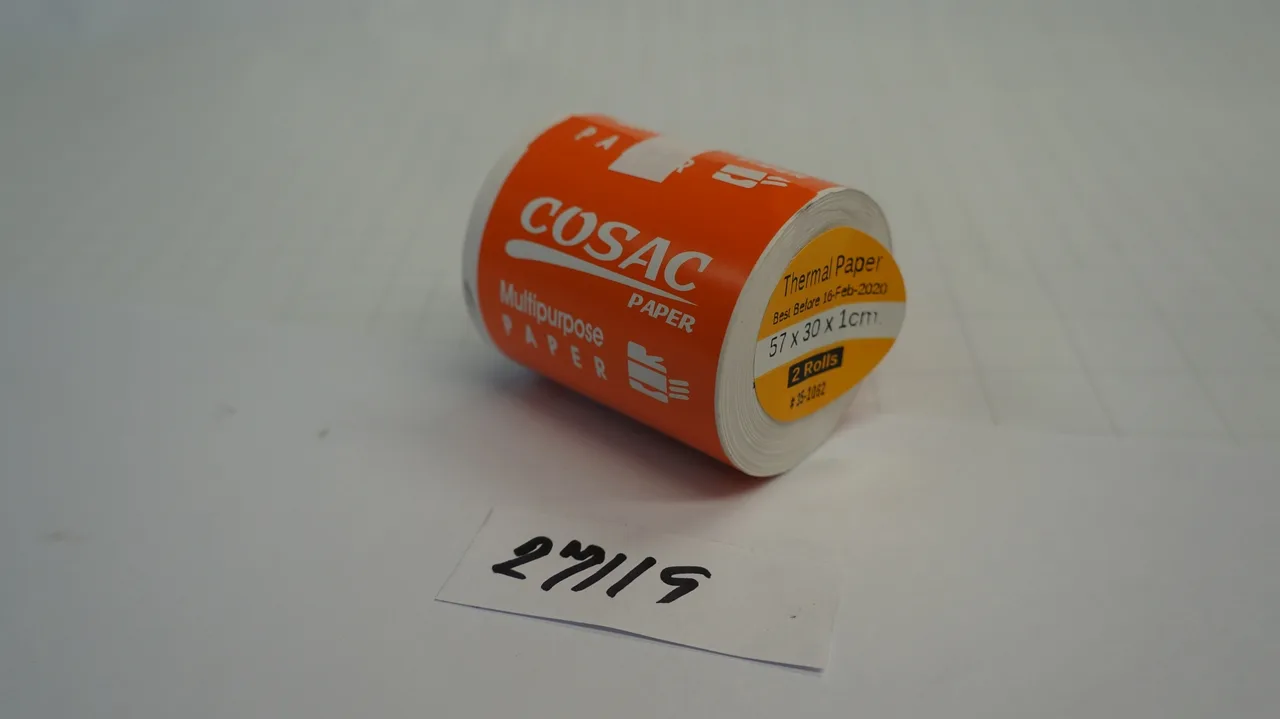 COSAC
PAPER
Multipurpose
PAPER
Thermal Paper
Best Before 16-Feb-2020
57 x 30 x 1cm
2 Rolls
27119